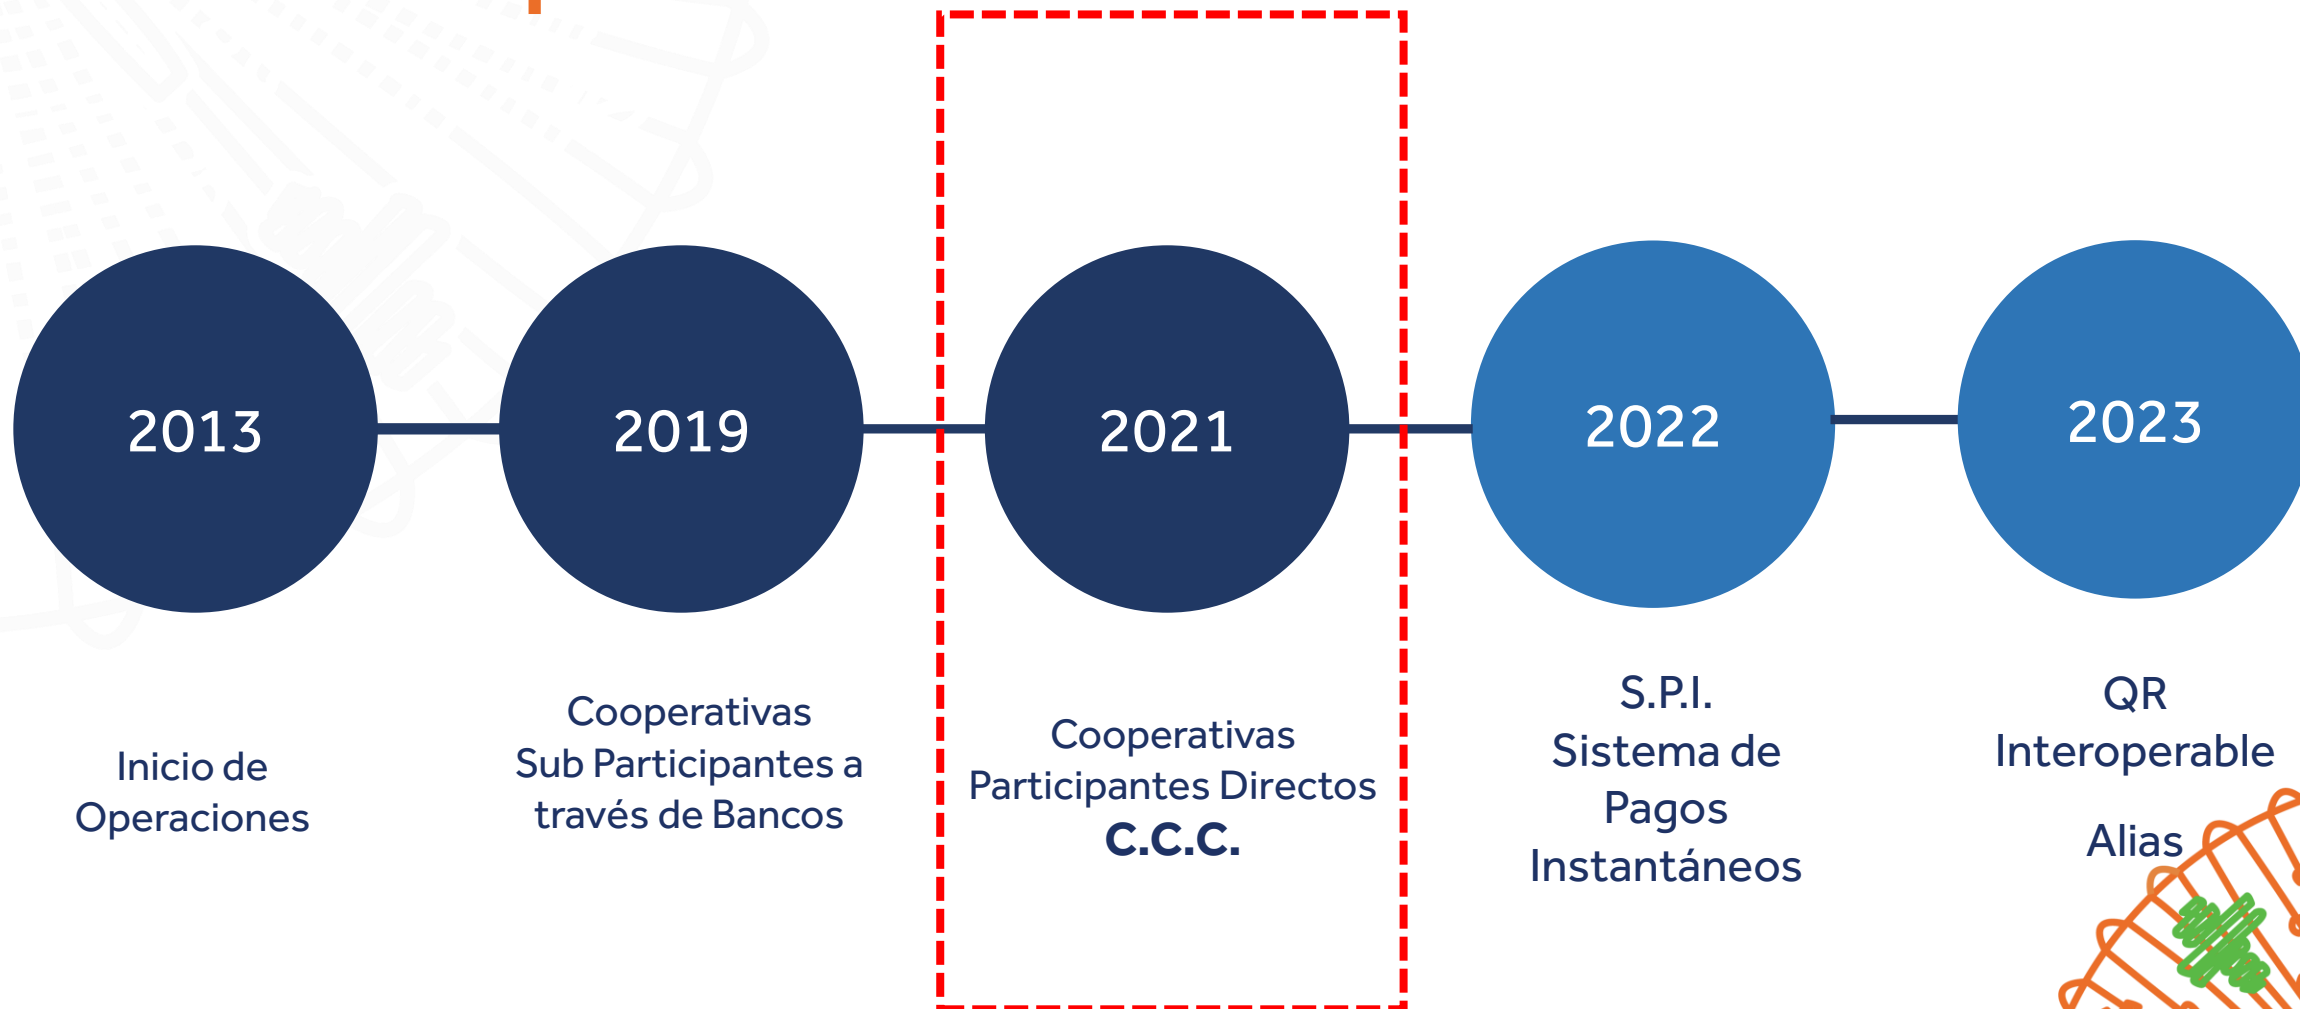 2013
2019
2021
2022
2023
Inicio de
Operaciones
Cooperativas
Sub Participantes a
través de Bancos
Cooperativas
Participantes Directos
C.C.C.
S.P.I.
Sistema de
Pagos
Instantáneos
QR
Interoperable
Alias